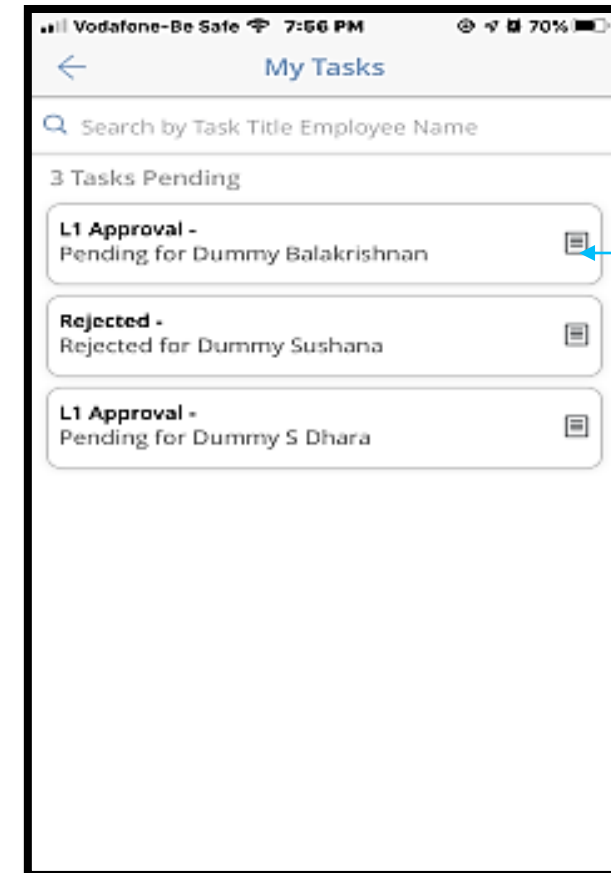 Vodafone-Be Safe 7:56 PM 70%
My Tasks
Search by Task Title Employee Name
3 Tasks Pending
L1 Approval -
Pending for Dummy Balakrishnan
Rejected -
Rejected for Dummy Sushana
L1 Approval -
Pending for Dummy S Dhara